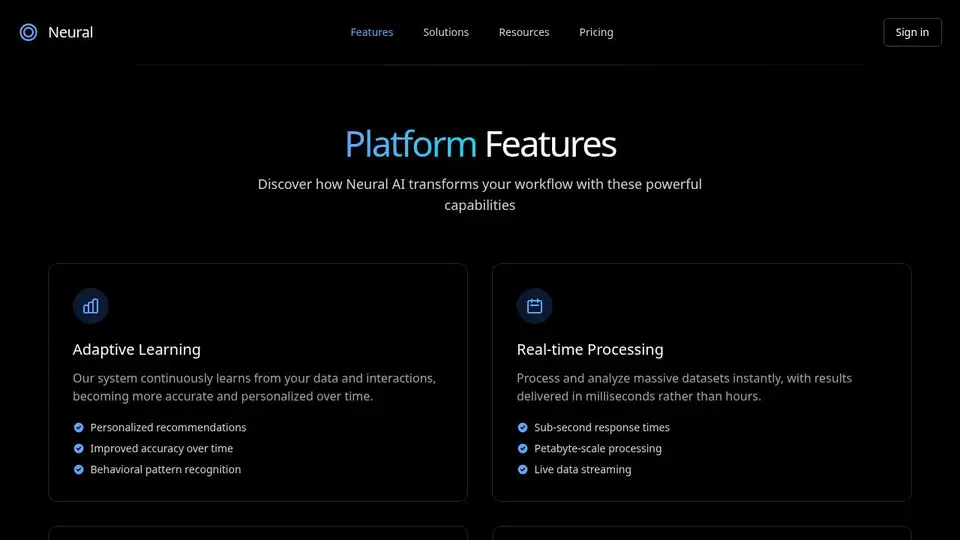 Neural
Features
Solutions
Resources
Pricing
Sign in
Platform Features
Discover how Neural AI transforms your workflow with these powerful
capabilities
Adaptive Learning
Our system continuously learns from your data and interactions,
becoming more accurate and personalized over time.
Personalized recommendations
Improved accuracy over time
Behavioral pattern recognition
Real-time Processing
Process and analyze massive datasets instantly, with results
delivered in milliseconds rather than hours.
Sub-second response times
Petabyte-scale processing
Live data streaming